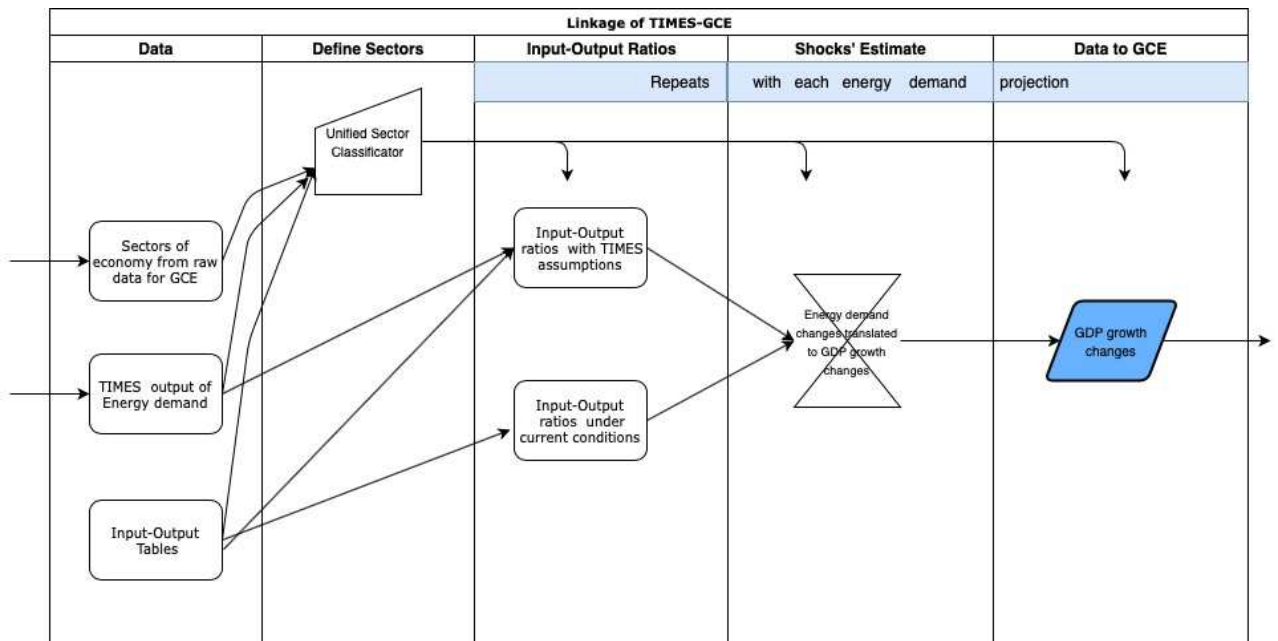 Linkage of TIMES-GCE
Data
Define Sectors
Input-Output Ratios
Shocks' Estimate
Data to GCE
Repeats with each energy demand projection
Unified Sector
Classificator
Sectors of
economy from raw
data for GCE
TIMES output of
Energy demand
Input-Output
Tables
Input-Output
ratios with TIMES
assumptions
Input-Output
ratios under
current conditions
Energy demand
changes translated
to GDP growth
changes
GDP growth
changes